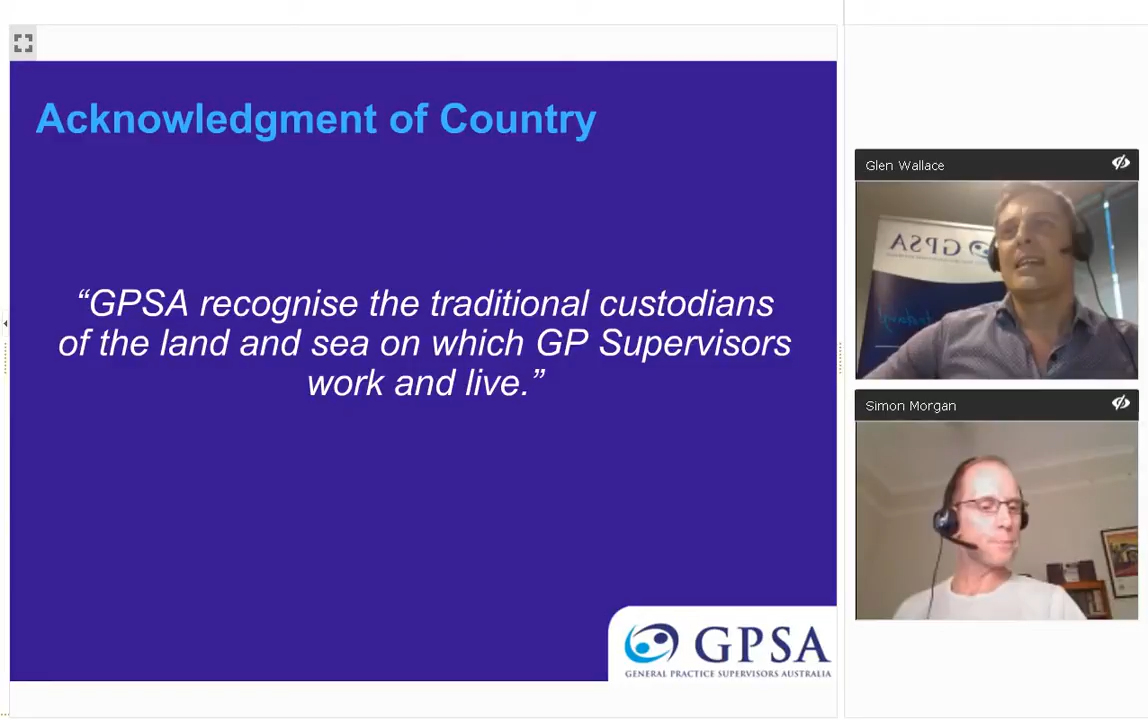 Acknowledgment of Country
“GPSA recognise the traditional custodians
of the land and sea on which GP Supervisors
work and live.”
GPSA
GENERAL PRACTICE SUPERVISORS AUSTRALIA
Glen Wallace
GPSA
Simon Morgan